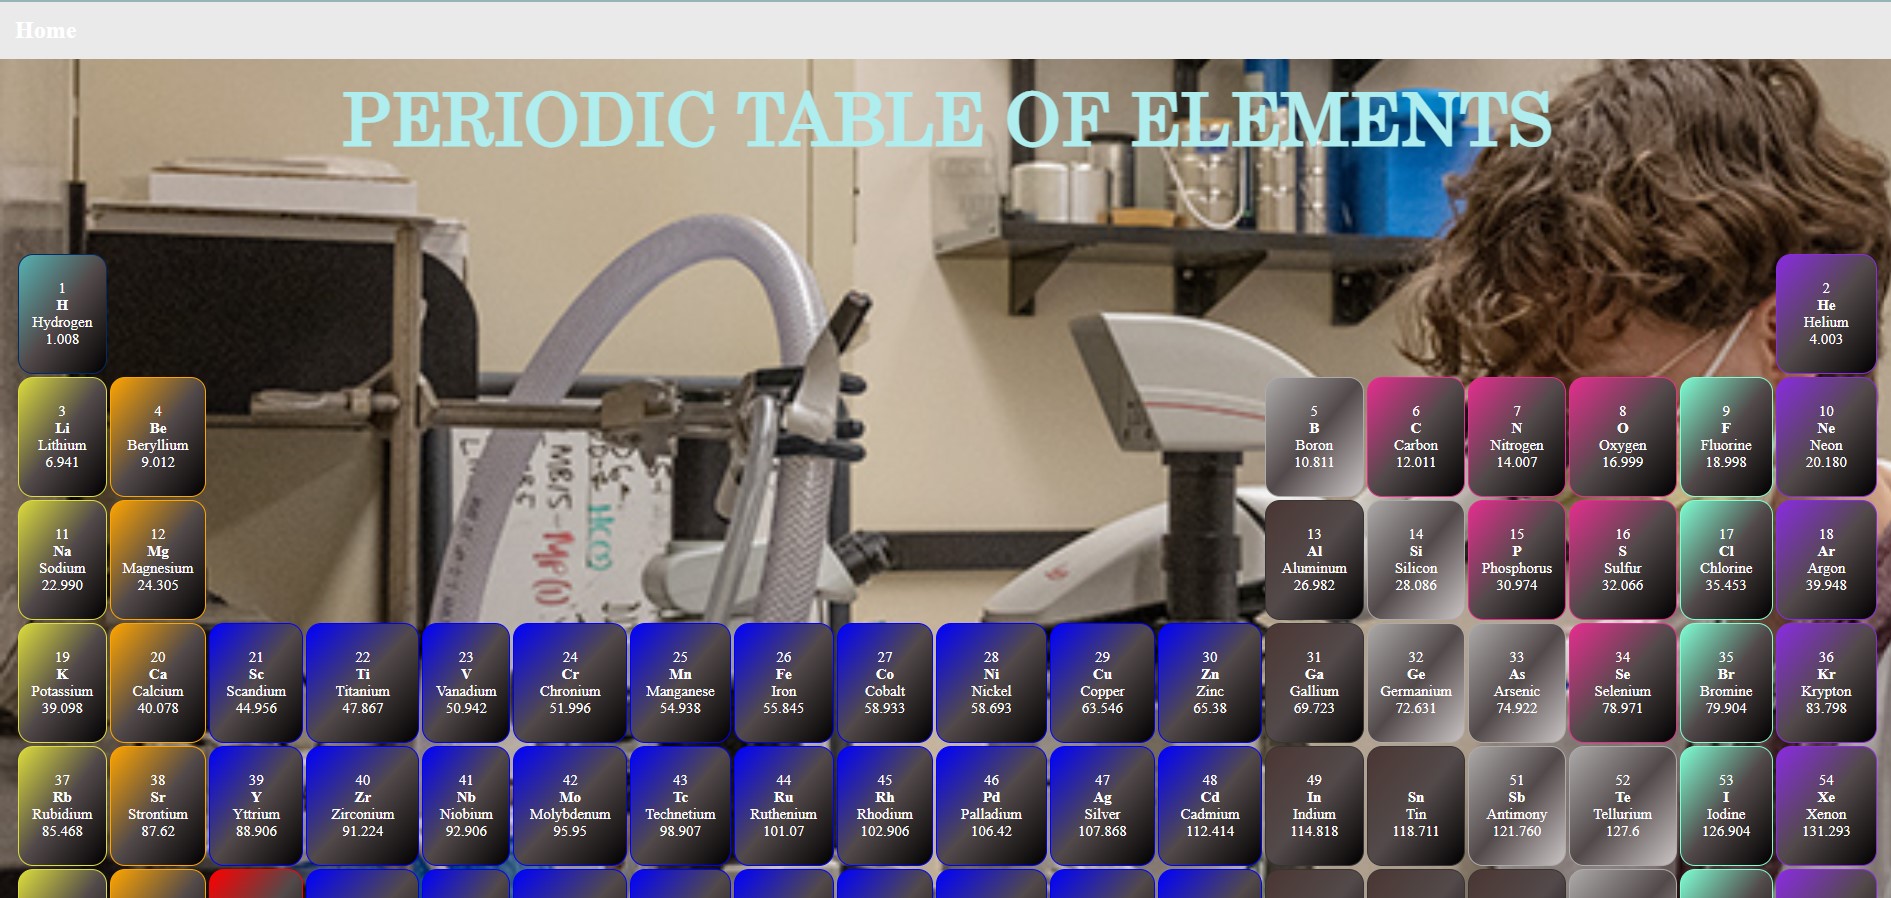 Home
PERIODIC TABLE OF ELEMENTS
1
H
Hydrogen
1.008
2
He
Helium
4.003
3
Li
Lithium
6.941
4
Be
Beryllium
9.012
5
B
Boron
10.811
6
C
Carbon
12.011
7
N
Nitrogen
14.007
8
O
Oxygen
16.999
9
F
Fluorine
18.998
10
Ne
Neon
20.180
11
Na
Sodium
22.990
12
Mg
Magnesium
24.305
13
Al
Aluminum
26.982
14
Si
Silicon
28.086
15
P
Phosphorus
30.974
16
S
Sulfur
32.066
17
Cl
Chlorine
35.453
18
Ar
Argon
39.948
19
K
Potassium
39.098
20
Ca
Calcium
40.078
21
Sc
Scandium
44.956
22
Ti
Titanium
47.867
23
V
Vanadium
50.942
24
Cr
Chronium
51.996
25
Mn
Manganese
54.938
26
Fe
Iron
55.845
27
Co
Cobalt
58.933
28
Ni
Nickel
58.693
29
Cu
Copper
63.546
30
Zn
Zinc
65.38
31
Ga
Gallium
69.723
32
Ge
Germanium
72.631
33
As
Arsenic
74.922
34
Se
Selenium
78.971
35
Br
Bromine
79.904
36
Kr
Krypton
83.798
37
Rb
Rubidium
85.468
38
Sr
Strontium
87.62
39
Y
Yttrium
88.906
40
Zr
Zirconium
91.224
41
Nb
Niobium
92.906
42
Mo
Molybdenum
95.95
43
Tc
Technetium
98.907
44
Ru
Ruthenium
101.07
45
Rh
Rhodium
102.906
46
Pd
Palladium
106.42
47
Ag
Silver
107.868
48
Cd
Cadmium
112.414
49
In
Indium
114.818
Sn
Tin
118.711
51
Sb
Antimony
121.760
52
Te
Tellurium
127.6
53
I
Iodine
126.904
54
Xe
Xenon
131.293